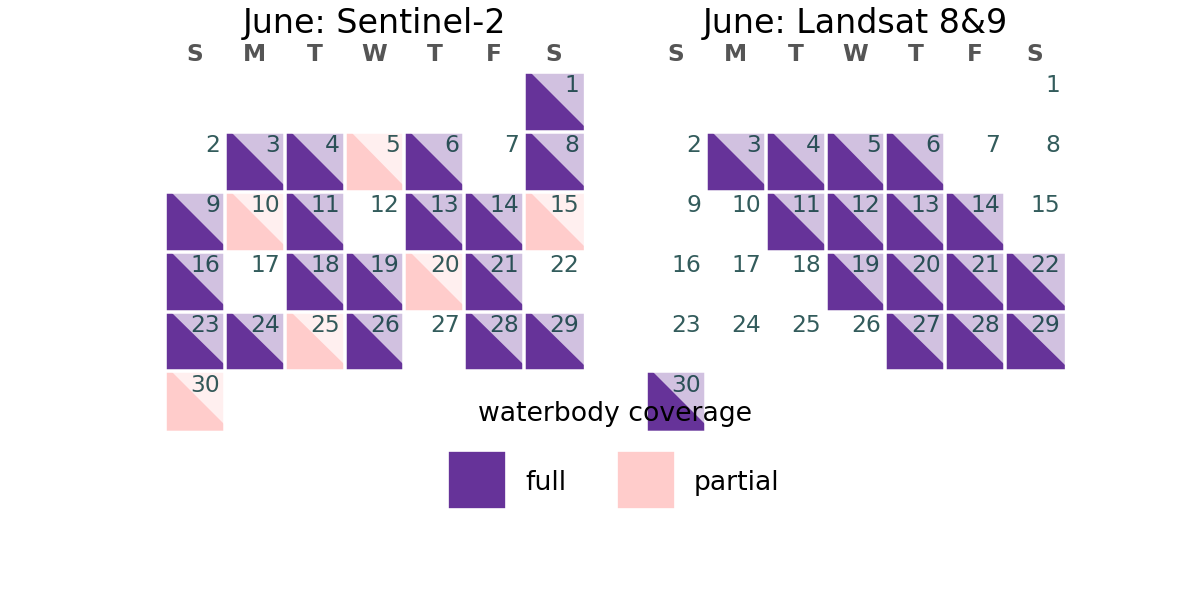 June: Sentinel-2
S M T W T F S
1
2 3 4 5 6 7 8
9 10 11 12 13 14 15
16 17 18 19 20 21 22
23 24 25 26 27 28 29
30
June: Landsat 8&9
S M T W T F S
1
2 3 4 5 6 7 8
9 10 11 12 13 14 15
16 17 18 19 20 21 22
23 24 25 26 27 28 29
30
waterbody coverage
full partial